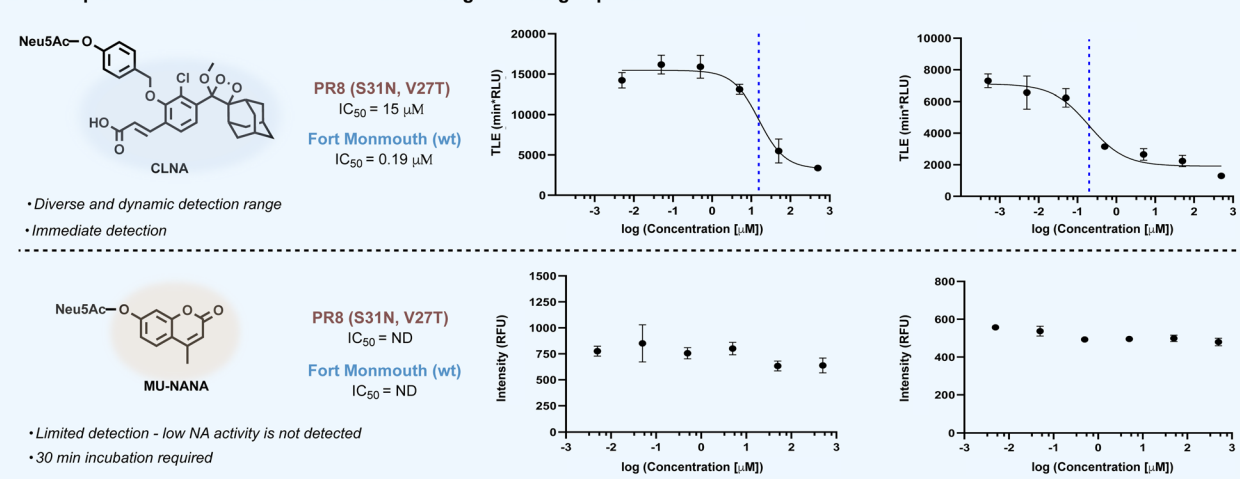 Neu5Ac
O
O
Cl
O
O
O
HO
O
CLNA
PR8 (S31N, V27T)
IC50 = 15 μM
Fort Monmouth (wt)
IC50 = 0.19 μM
•Diverse and dynamic detection range
•Immediate detection
20000
15000
10000
5000
0
TLE (min*RLU)
-3 -2 -1 0 1 2 3
log (Concentration [μM])
10000
8000
6000
4000
2000
0
TLE (min*RLU)
-3 -2 -1 0 1 2 3
log (Concentration [μM])
Neu5Ac
O
O
O
MU-NANA
PR8 (S31N, V27T)
IC50 = ND
Fort Monmouth (wt)
IC50 = ND
•Limited detection - low NA activity is not detected
•30 min incubation required
1500
1250
1000
750
500
250
0
Intensity (RFU)
-3 -2 -1 0 1 2 3
log (Concentration [μM])
800
600
400
200
0
Intensity (RFU)
-3 -2 -1 0 1 2 3
log (Concentration [μM])